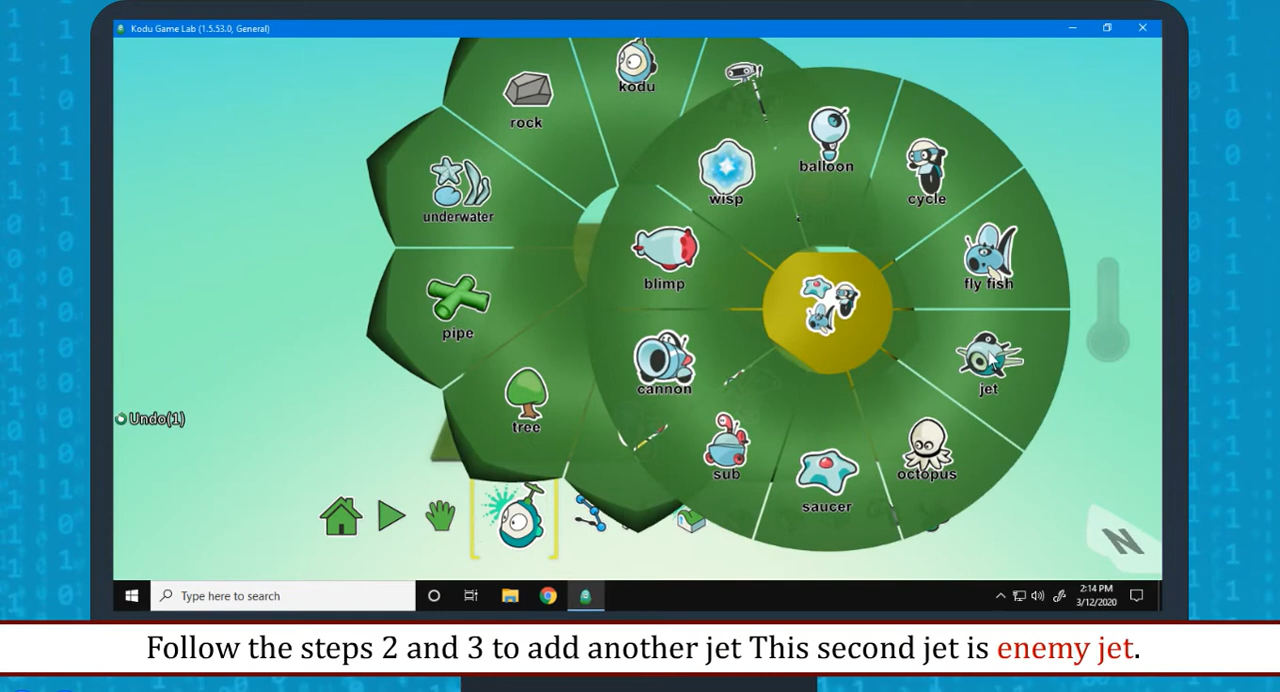 Kodu Game Lab (1.5.53.0, General)
kodu
rock
balloon
wisp
cycle
underwater
blimp
fly fish
pipe
cannon
jet
tree
Undo(1)
sub
octopus
saucer
N
Type here to search
2:14 PM
3/12/2020
Follow the steps 2 and 3 to add another jet This second jet is enemy jet.